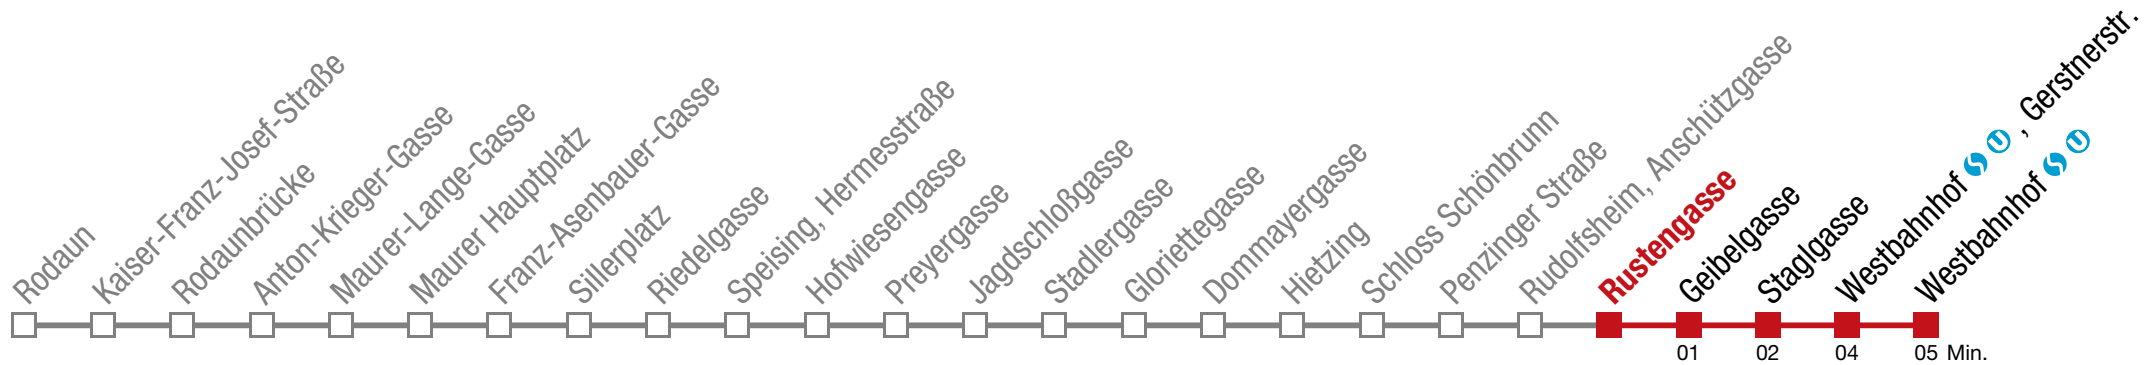 Rodaun
Kaiser-Franz-Josef-Straße
Rodaunbrücke
Anton-Krieger-Gasse
Maurer-Lange-Gasse
Maurer Hauptplatz
Franz-Asenbauer-Gasse
Sillerplatz
Riedelgasse
Speising, Hermesstraße
Hofwiesengasse
Preyergasse
Jagdschloßgasse
Stadlergasse
Gloriettegasse
Dommayergasse
Hietzing
Schloss Schönbrunn
Penzinger Straße
Rudolfsheim, Anschützgasse
Rustengasse
Geibelgasse
Staglgasse
Westbahnhof S U , Gerstnerstr.
Westbahnhof S U
01 02 04 05 Min.